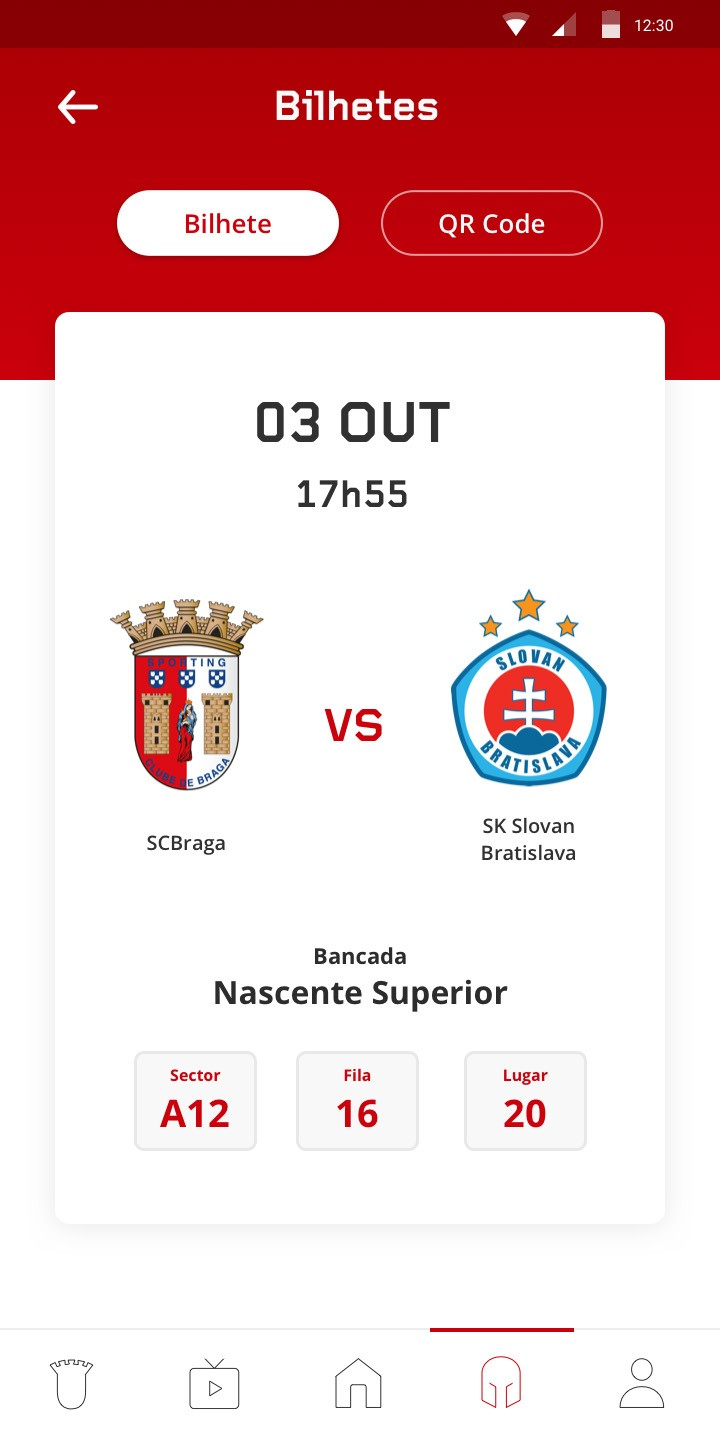 12:30
Bilhetes
Bilhete
QR Code
03 OUT
17h55
SPORTING
CLUBE DE BRAGA
VS
SLOVAN
BRATISLAVA
SCBraga
SK Slovan
Bratislava
Bancada
Nascente Superior
Sector
Fila
Lugar
A12
16
20